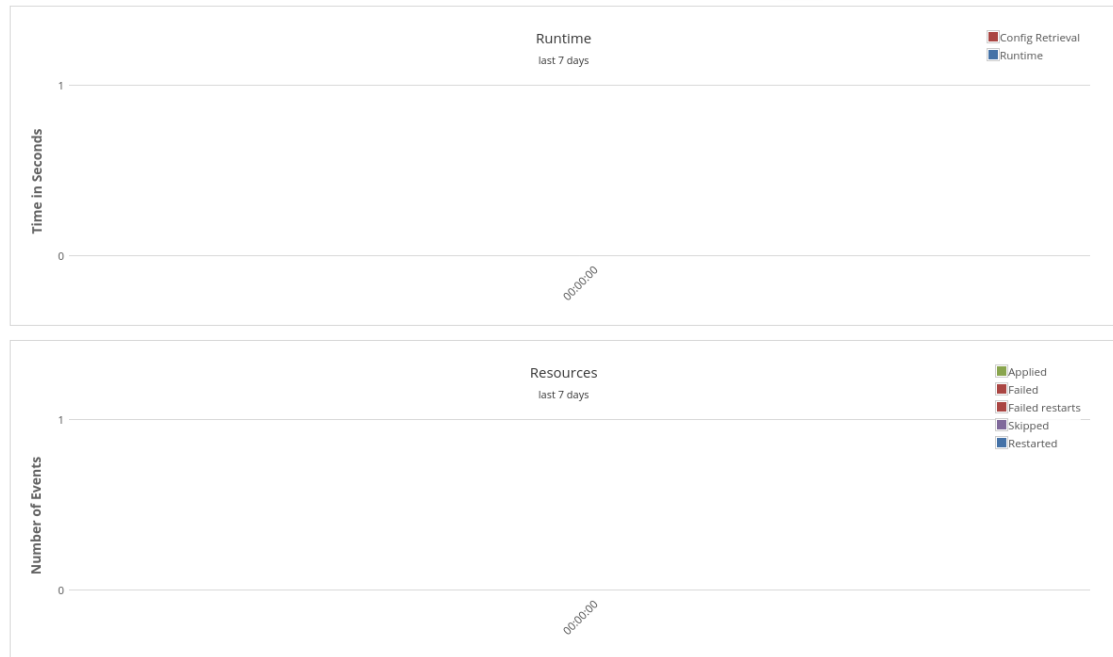 Runtime
last 7 days
Config Retrieval
Runtime
1
Time in Seconds
0
00:00:00
Resources
last 7 days
Applied
Failed
Failed restarts
Skipped
Restarted
1
Number of Events
0
00:00:00